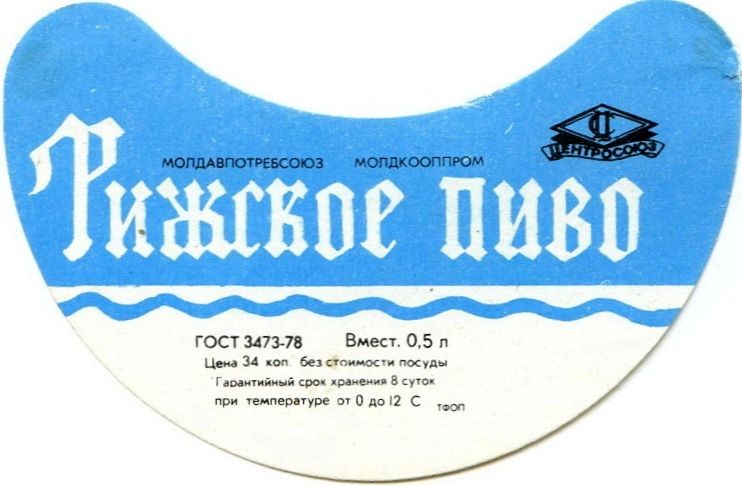 ЦЕНТРОСОЮЗ
МОЛДАВПОТРЕБСОЮЗ МОЛДКООППРОМ
Рижское пиво
ГОСТ 3473-78 Вмест. 0,5 л
Цена 34 коп. без стоимости посуды
Гарантийный срок хранения 8 суток
при температуре от 0 до 12 С ТФОП